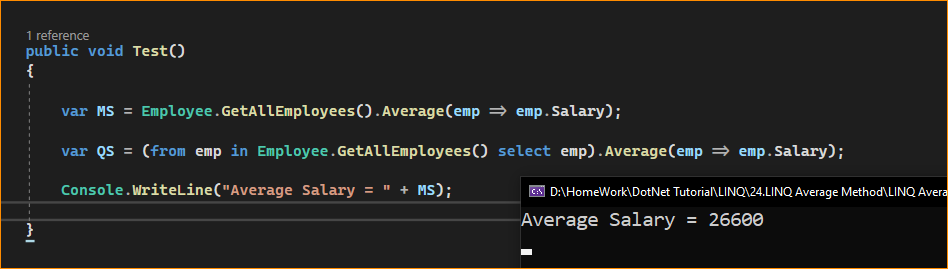 1 reference
public void Test()
{
var MS = Employee.GetAllEmployees().Average(emp => emp.Salary);
var QS = (from emp in Employee.GetAllEmployees() select emp).Average(emp => emp.Salary);
Console.WriteLine("Average Salary = " + MS);
}
D:\HomeWork\DotNet Tutorial\LINQ\24.LINQ Average Method\LINQ Avera
Average Salary = 26600